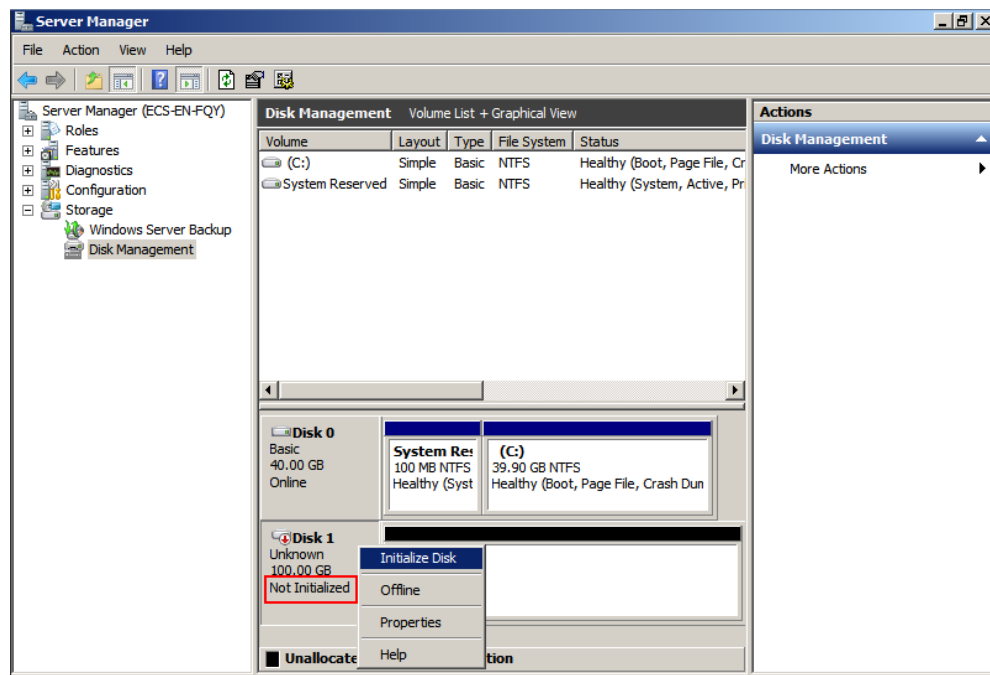 Server Manager
File Action View Help
Server Manager (ECS-EN-FQY)
Roles
Features
Diagnostics
Configuration
Storage
Windows Server Backup
Disk Management
Disk Management Volume List + Graphical View
Volume Layout Type File System Status
(C:) Simple Basic NTFS Healthy (Boot, Page File, Cr
System Reserved Simple Basic NTFS Healthy (System, Active, Pri
Disk 0
Basic
40.00 GB
Online
System Res
100 MB NTFS
Healthy (Syst
(C:)
39.90 GB NTFS
Healthy (Boot, Page File, Crash Dum
Disk 1
Unknown
100.00 GB
Not Initialized
Initialize Disk
Offline
Properties
Help
Unallocate tion
Actions
Disk Management
More Actions